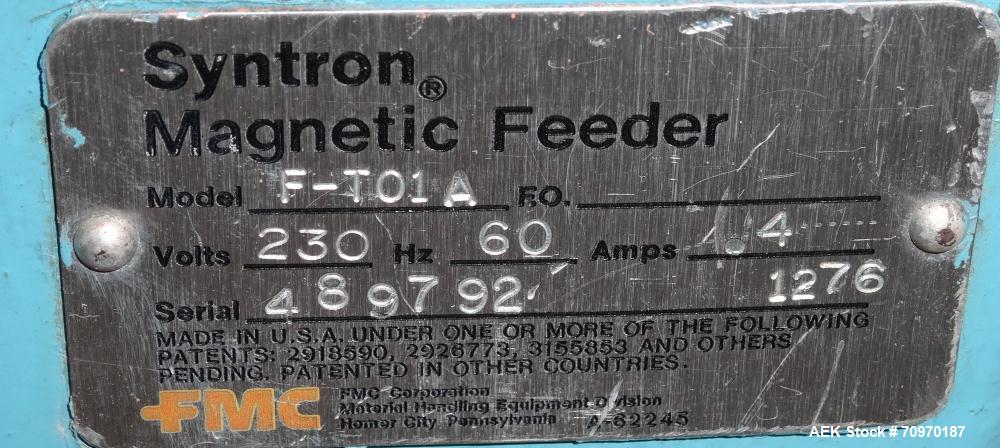 Syntron®
Magnetic Feeder
Model F-T01A F.O.
Volts 230 Hz 60 Amps .4
Serial 489792 1276
MADE IN U.S.A. UNDER ONE OR MORE OF THE FOLLOWING
PATENTS: 2918590, 2926773, 3155853 AND OTHERS
PENDING. PATENTED IN OTHER COUNTRIES.
FMC FMC Corporation
Material Handling Equipment Division
Homer City Pennsylvania A-62245
AEK Stock # 70970187